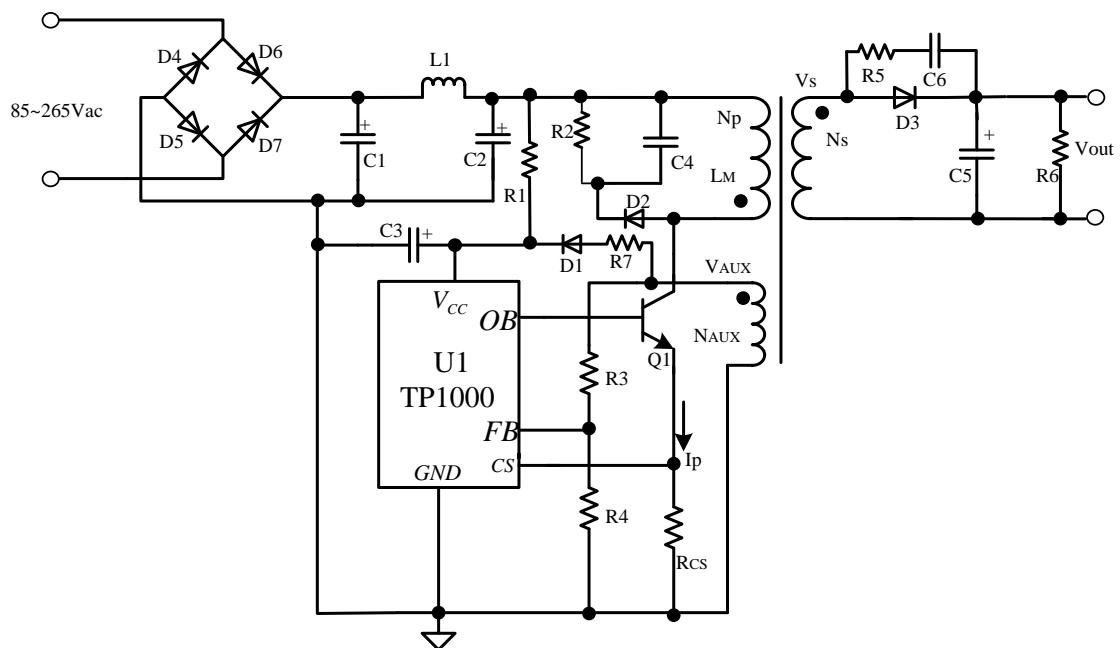 D4
D6
L1
R5
C6
Vs
85~265Vac
D3
D5
D7
C1
C2
R1
R2
C4
Np
Ns
LM
C5
R6
Vout
D2
C3
D1
R7
VAUX
VCC
OB
NAUX
U1
Q1
R3
TP1000
FB
CS
Ip
GND
R4
RCS
+
+
+
+